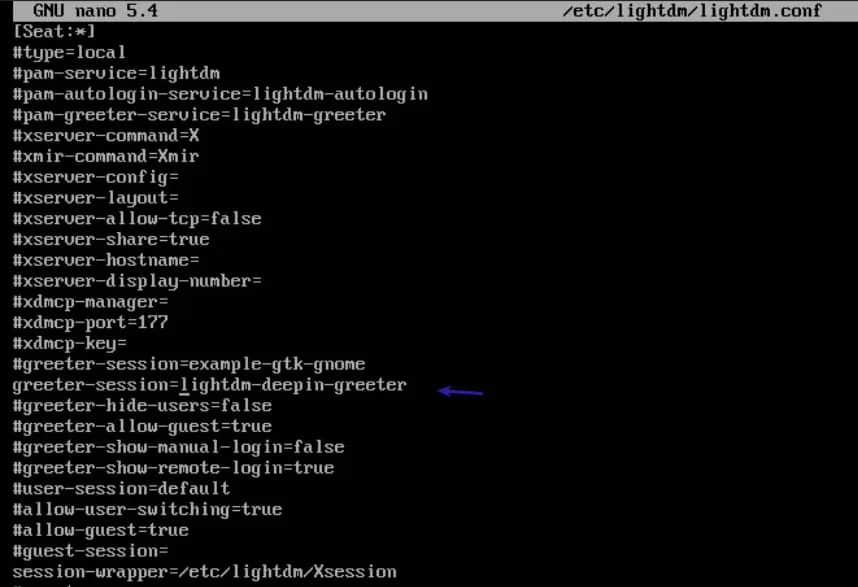 GNU nano 5.4 /etc/lightdm/lightdm.conf
[Seat:*]
#type=local
#pam-service=lightdm
#pam-autologin-service=lightdm-autologin
#pam-greeter-service=lightdm-greeter
#xserver-command=X
#xmir-command=Xmir
#xserver-config=
#xserver-layout=
#xserver-allow-tcp=false
#xserver-share=true
#xserver-hostname=
#xserver-display-number=
#xdmcp-manager=
#xdmcp-port=177
#xdmcp-key=
#greeter-session=example-gtk-gnome
greeter-session=lightdm-deepin-greeter
#greeter-hide-users=false
#greeter-allow-guest=true
#greeter-show-manual-login=false
#greeter-show-remote-login=true
#user-session=default
#allow-user-switching=true
#allow-guest=true
#guest-session=
session-wrapper=/etc/lightdm/Xsession